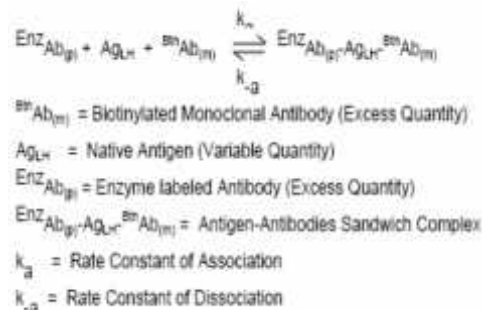 kₐ
EnzAb(p) + AgLH + BtnAb(m) ⇌ EnzAb(p)-AgLH-BtnAb(m)
k-a
BtnAb(m) = Biotinylated Monoclonal Antibody (Excess Quantity)
AgLH = Native Antigen (Variable Quantity)
EnzAb(p) = Enzyme labeled Antibody (Excess Quantity)
EnzAb(p)-AgLH-BtnAb(m) = Antigen-Antibodies Sandwich Complex
ka = Rate Constant of Association
k-a = Rate Constant of Dissociation